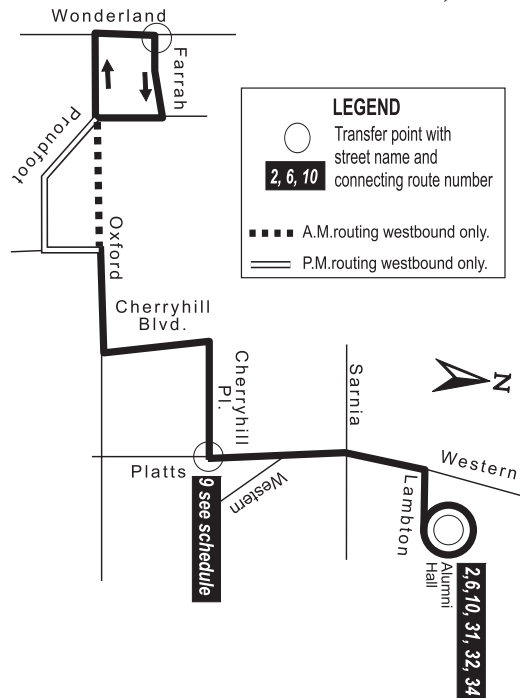 Wonderland
Farrah
Proudfoot
Oxford
LEGEND
Transfer point with
street name and
2, 6, 10 connecting route number
A.M.routing westbound only.
P.M.routing westbound only.
Cherryhill
Blvd.
Cherryhill
Pl.
Sarnia
N
Platts
9 see schedule
Western
Western
Lambton
Alumni
Hall
2,6,10, 31, 32, 34